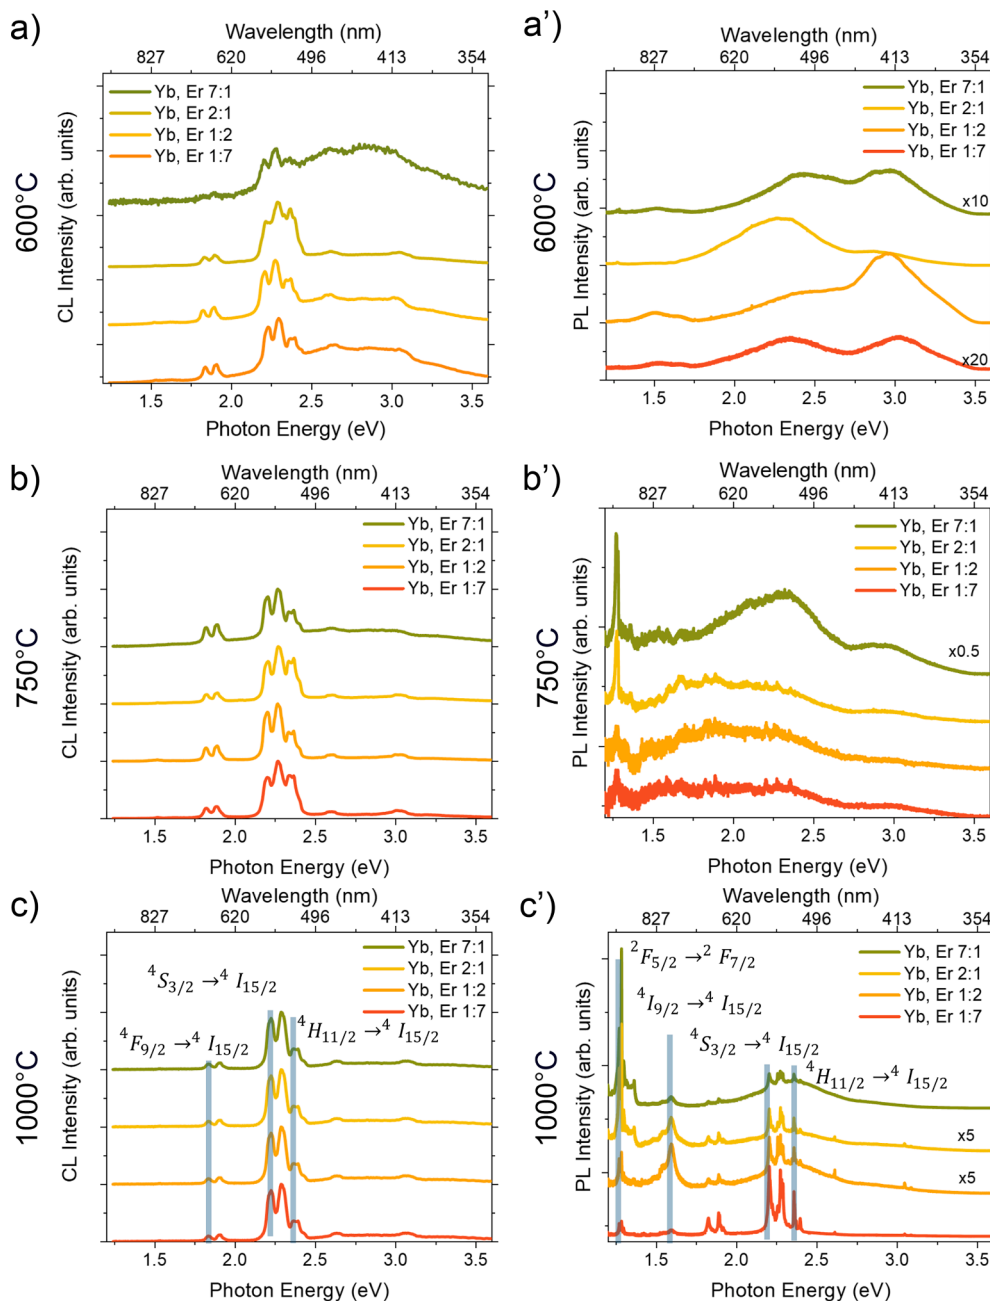 a)
Wavelength (nm)
827 620 496 413 354
Yb, Er 7:1
Yb, Er 2:1
Yb, Er 1:2
Yb, Er 1:7
600°C
CL Intensity (arb. units)
1.5 2.0 2.5 3.0 3.5
Photon Energy (eV)
a')
Wavelength (nm)
827 620 496 413 354
Yb, Er 7:1
Yb, Er 2:1
Yb, Er 1:2
Yb, Er 1:7
x10
x20
600°C
PL Intensity (arb. units)
1.5 2.0 2.5 3.0 3.5
Photon Energy (eV)
b)
Wavelength (nm)
827 620 496 413 354
Yb, Er 7:1
Yb, Er 2:1
Yb, Er 1:2
Yb, Er 1:7
750°C
CL Intensity (arb. units)
1.5 2.0 2.5 3.0 3.5
Photon Energy (eV)
b')
Wavelength (nm)
827 620 496 413 354
Yb, Er 7:1
Yb, Er 2:1
Yb, Er 1:2
Yb, Er 1:7
x0.5
750°C
PL Intensity (arb. units)
1.5 2.0 2.5 3.0 3.5
Photon Energy (eV)
c)
Wavelength (nm)
827 620 496 413 354
Yb, Er 7:1
Yb, Er 2:1
Yb, Er 1:2
Yb, Er 1:7
⁴S₃/₂ →⁴ I₁₅/₂
⁴F₉/₂ →⁴ I₁₅/₂
⁴H₁₁/₂ →⁴ I₁₅/₂
1000°C
CL Intensity (arb. units)
1.5 2.0 2.5 3.0 3.5
Photon Energy (eV)
c')
Wavelength (nm)
827 620 496 413 354
²F₅/₂ →² F₇/₂
Yb, Er 7:1
Yb, Er 2:1
Yb, Er 1:2
Yb, Er 1:7
⁴I₉/₂ →⁴ I₁₅/₂
⁴S₃/₂ →⁴ I₁₅/₂
⁴H₁₁/₂ →⁴ I₁₅/₂
x5
x5
1000°C
PL Intensity (arb. units)
1.5 2.0 2.5 3.0 3.5
Photon Energy (eV)